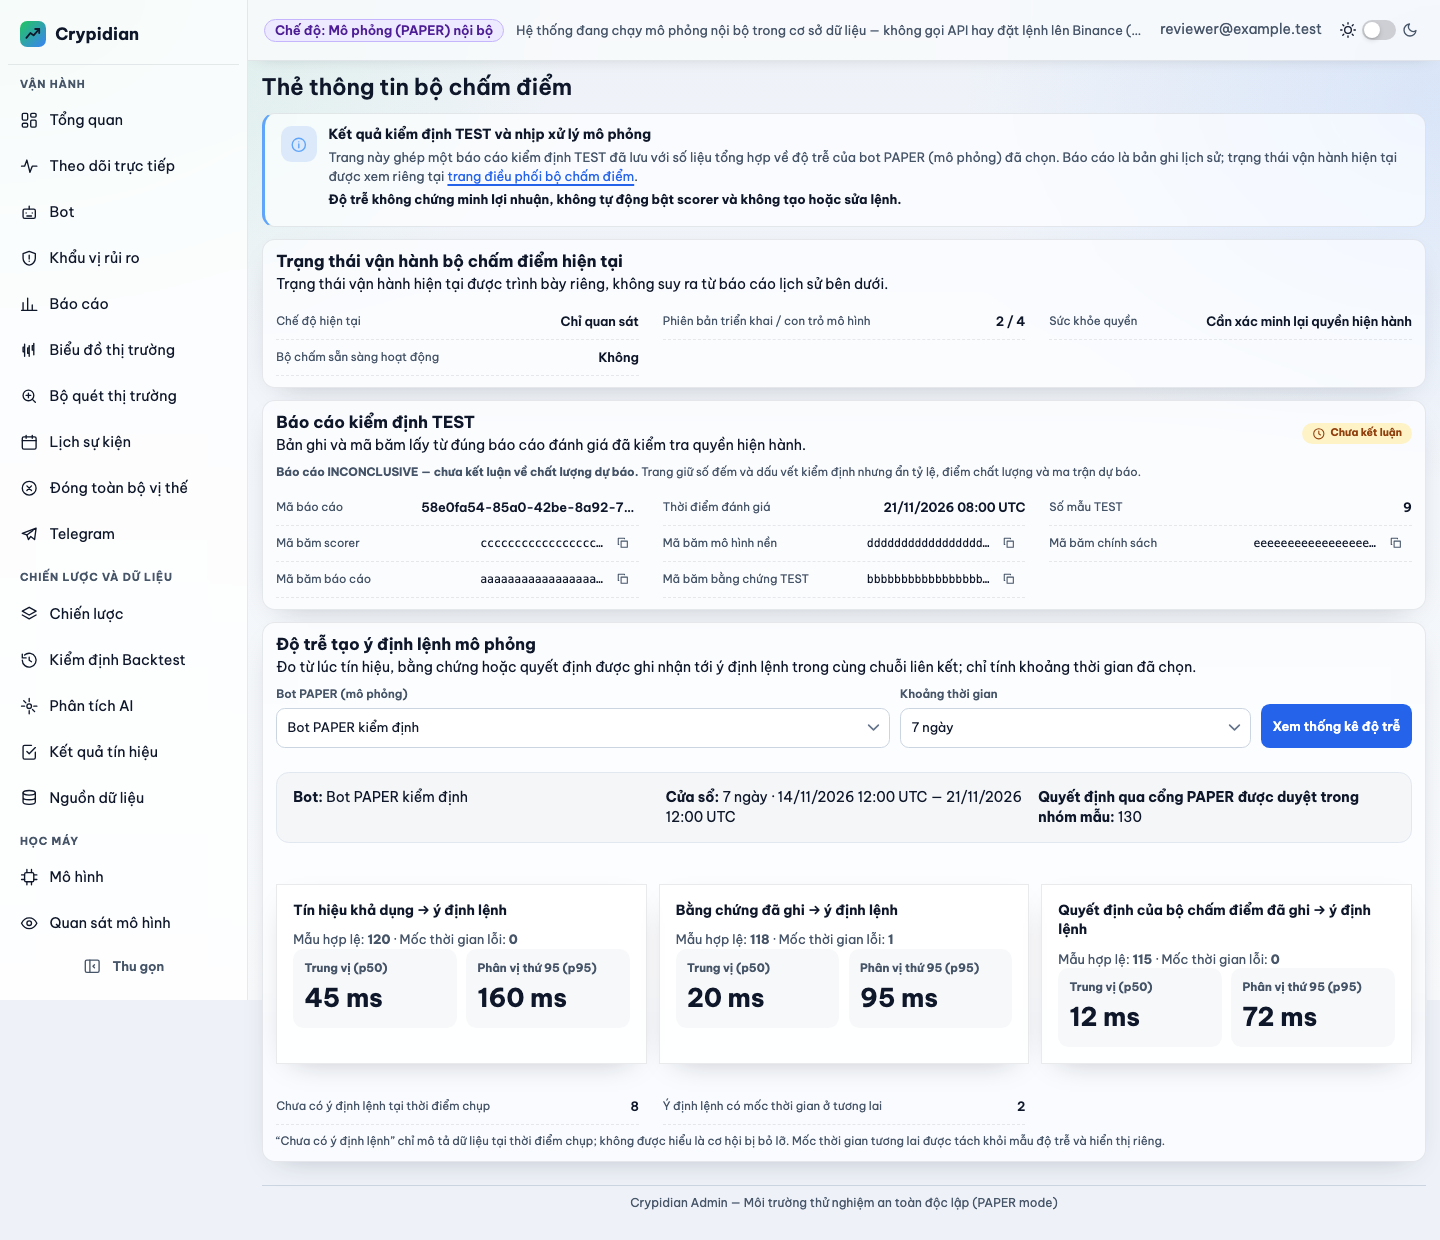 Crypidian
VẬN HÀNH
Tổng quan
Theo dõi trực tiếp
Bot
Khẩu vị rủi ro
Báo cáo
Biểu đồ thị trường
Bộ quét thị trường
Lịch sự kiện
Đóng toàn bộ vị thế
Telegram
CHIẾN LƯỢC VÀ DỮ LIỆU
Chiến lược
Kiểm định Backtest
Phân tích AI
Kết quả tín hiệu
Nguồn dữ liệu
HỌC MÁY
Mô hình
Quan sát mô hình
Thu gọn
Chế độ: Mô phỏng (PAPER) nội bộ
Hệ thống đang chạy mô phỏng nội bộ trong cơ sở dữ liệu — không gọi API hay đặt lệnh lên Binance (...
reviewer@example.test
Thẻ thông tin bộ chấm điểm
Kết quả kiểm định TEST và nhịp xử lý mô phỏng
Trang này ghép một báo cáo kiểm định TEST đã lưu với số liệu tổng hợp về độ trễ của bot PAPER (mô phỏng) đã chọn. Báo cáo là bản ghi lịch sử; trạng thái vận hành hiện tại
được xem riêng tại trang điều phối bộ chấm điểm.
Độ trễ không chứng minh lợi nhuận, không tự động bật scorer và không tạo hoặc sửa lệnh.
Trạng thái vận hành bộ chấm điểm hiện tại
Trạng thái vận hành hiện tại được trình bày riêng, không suy ra từ báo cáo lịch sử bên dưới.
Chế độ hiện tại
Chỉ quan sát
Phiên bản triển khai / con trỏ mô hình
2 / 4
Sức khỏe quyền
Cần xác minh lại quyền hiện hành
Bộ chấm sẵn sàng hoạt động
Không
Báo cáo kiểm định TEST
Bản ghi và mã băm lấy từ đúng báo cáo đánh giá đã kiểm tra quyền hiện hành.
Chưa kết luận
Báo cáo INCONCLUSIVE — chưa kết luận về chất lượng dự báo. Trang giữ số đếm và dấu vết kiểm định nhưng ẩn tỷ lệ, điểm chất lượng và ma trận dự báo.
Mã báo cáo
58e0fa54-85a0-42be-8a92-7...
Thời điểm đánh giá
21/11/2026 08:00 UTC
Số mẫu TEST
9
Mã băm scorer
ccccccccccccccccc…
Mã băm mô hình nền
ddddddddddddddddd…
Mã băm chính sách
eeeeeeeeeeeeeeeee…
Mã băm báo cáo
aaaaaaaaaaaaaaaaa…
Mã băm bằng chứng TEST
bbbbbbbbbbbbbbbbb…
Độ trễ tạo ý định lệnh mô phỏng
Đo từ lúc tín hiệu, bằng chứng hoặc quyết định được ghi nhận tới ý định lệnh trong cùng chuỗi liên kết; chỉ tính khoảng thời gian đã chọn.
Bot PAPER (mô phỏng)
Khoảng thời gian
Bot PAPER kiểm định
7 ngày
Xem thống kê độ trễ
Bot: Bot PAPER kiểm định
Cửa sổ: 7 ngày · 14/11/2026 12:00 UTC — 21/11/2026
12:00 UTC
Quyết định qua cổng PAPER được duyệt trong
nhóm mẫu: 130
Tín hiệu khả dụng → ý định lệnh
Mẫu hợp lệ: 120 · Mốc thời gian lỗi: 0
Trung vị (p50)
45 ms
Phân vị thứ 95 (p95)
160 ms
Bằng chứng đã ghi → ý định lệnh
Mẫu hợp lệ: 118 · Mốc thời gian lỗi: 1
Trung vị (p50)
20 ms
Phân vị thứ 95 (p95)
95 ms
Quyết định của bộ chấm điểm đã ghi → ý định
lệnh
Mẫu hợp lệ: 115 · Mốc thời gian lỗi: 0
Trung vị (p50)
12 ms
Phân vị thứ 95 (p95)
72 ms
Chưa có ý định lệnh tại thời điểm chụp
8
Ý định lệnh có mốc thời gian ở tương lai
2
“Chưa có ý định lệnh” chỉ mô tả dữ liệu tại thời điểm chụp; không được hiểu là cơ hội bị bỏ lỡ. Mốc thời gian tương lai được tách khỏi mẫu độ trễ và hiển thị riêng.
Crypidian Admin — Môi trường thử nghiệm an toàn độc lập (PAPER mode)